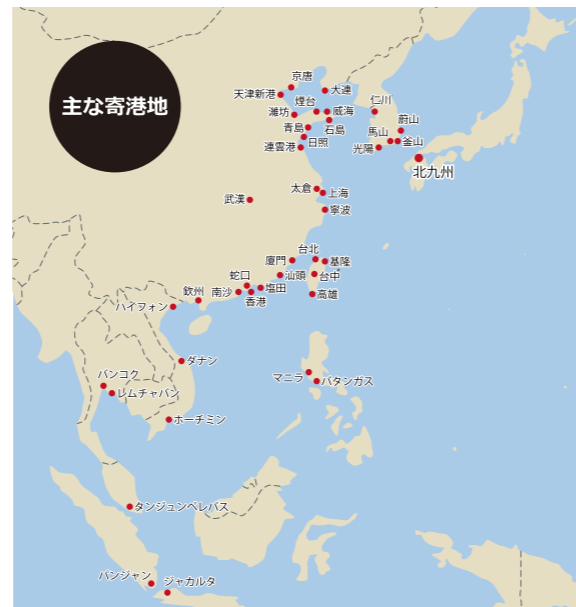 主な寄港地
京唐
大連
天津新港
煙台
威海
仁川
濰坊
蔚山
青島
石島
馬山
釜山
日照
連雲港
光陽
北九州
太倉
上海
武漢
寧波
台北
廈門
基隆
蛇口
汕頭
台中
塩田
欽州
南沙
香港
高雄
ハイフォン
ダナン
バンコク
マニラ
バタンガス
レムチャバン
ホーチミン
タンジュンペレパス
パンジャン
ジャカルタ